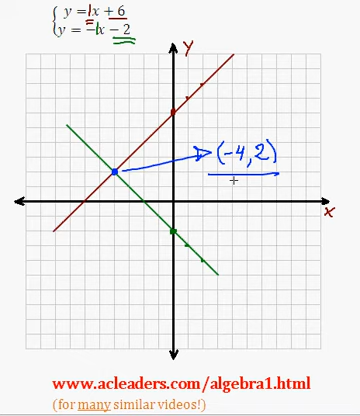 y = 1x + 6
y = -1x - 2
y
(-4, 2)
x
www.acleaders.com/algebra1.html
(for many similar videos!)